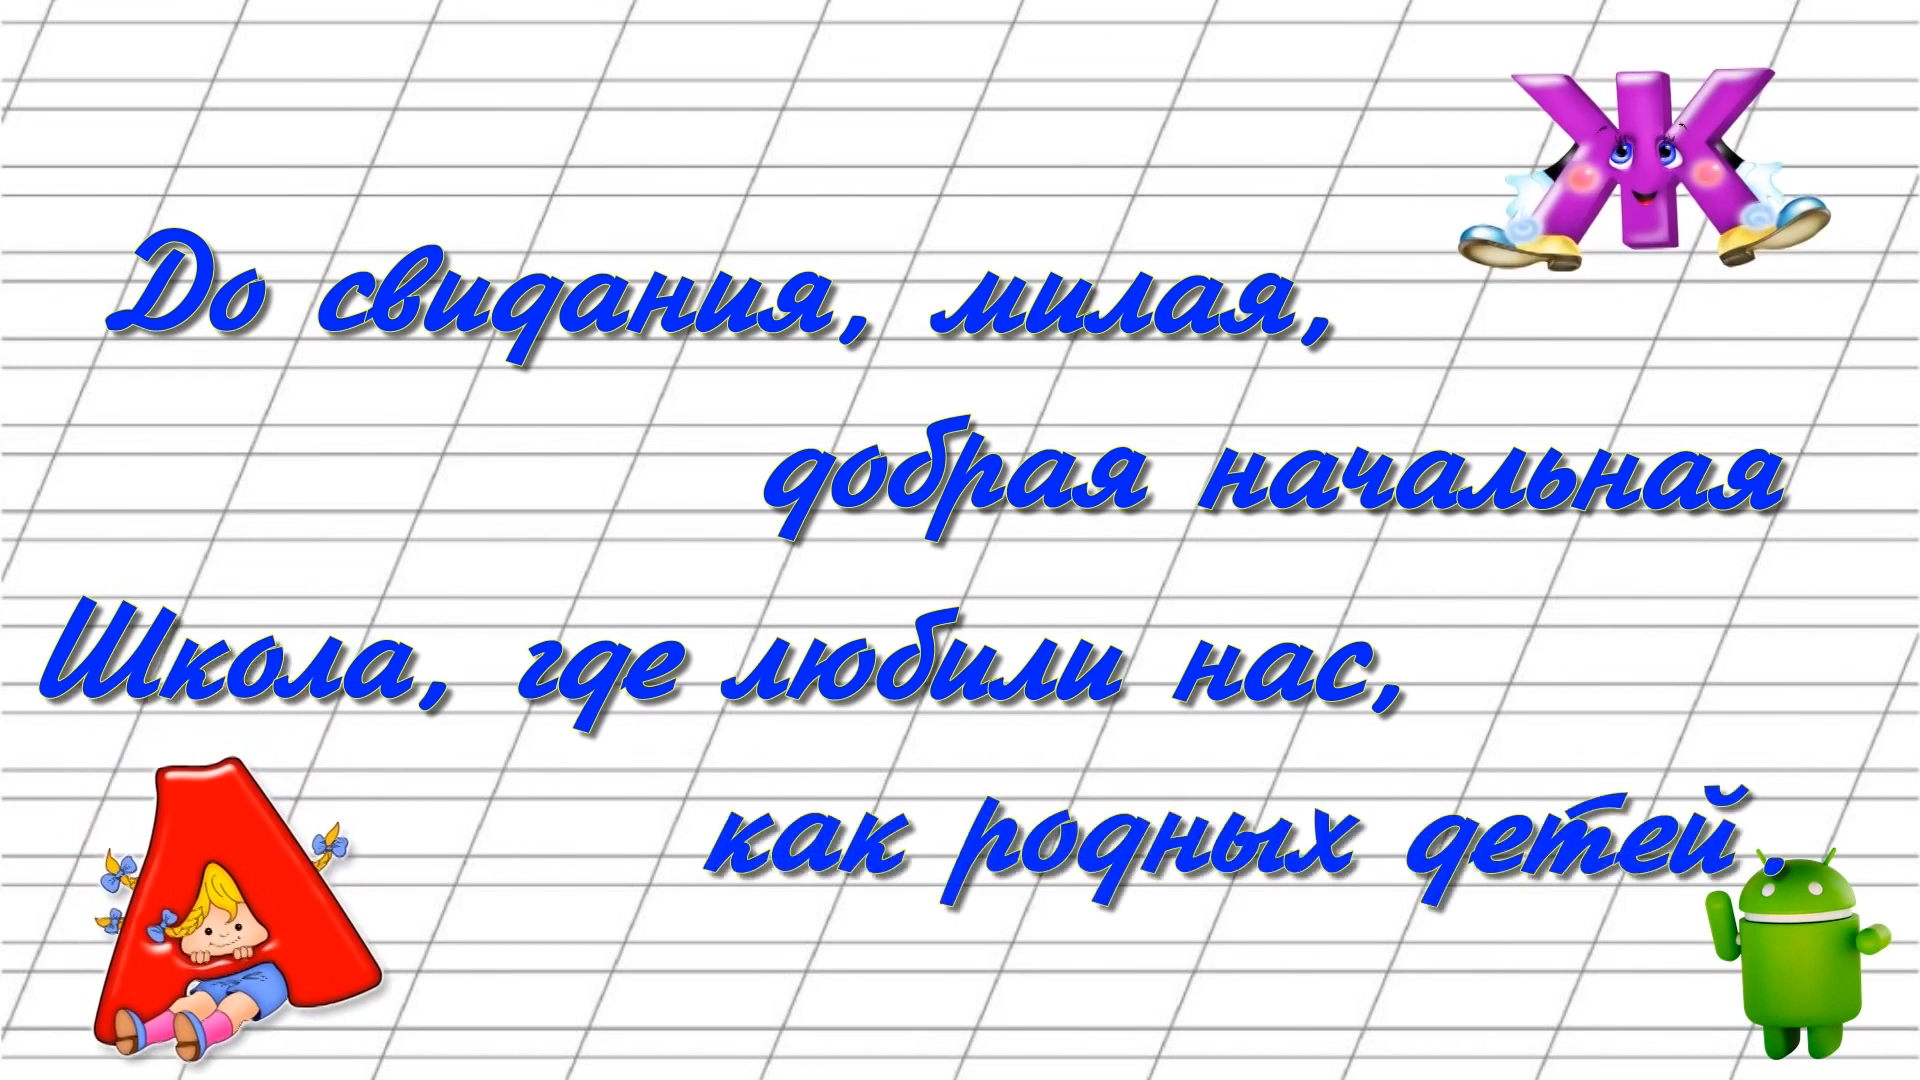 Ж
До свидания, милая,
добрая начальная
Школа, где любили нас,
как родных детей.
А